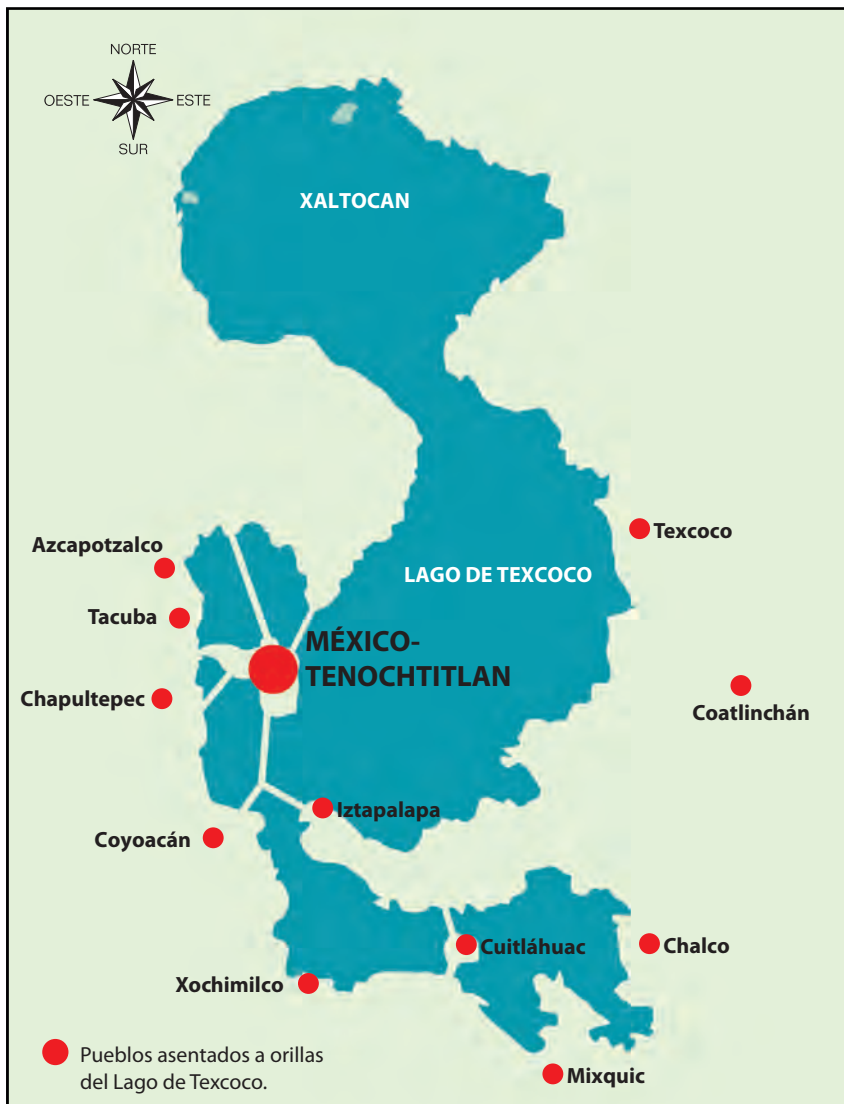 NORTE
OESTE
ESTE
SUR
XALTOCAN
Texcoco
Azcapotzalco
LAGO DE TEXCOCO
Tacuba
MÉXICO-
TENOCHTITLAN
Chapultepec
Coatlinchán
Iztapalapa
Coyoacán
Cuitláhuac
Chalco
Xochimilco
Pueblos asentados a orillas
del Lago de Texcoco.
Mixquic